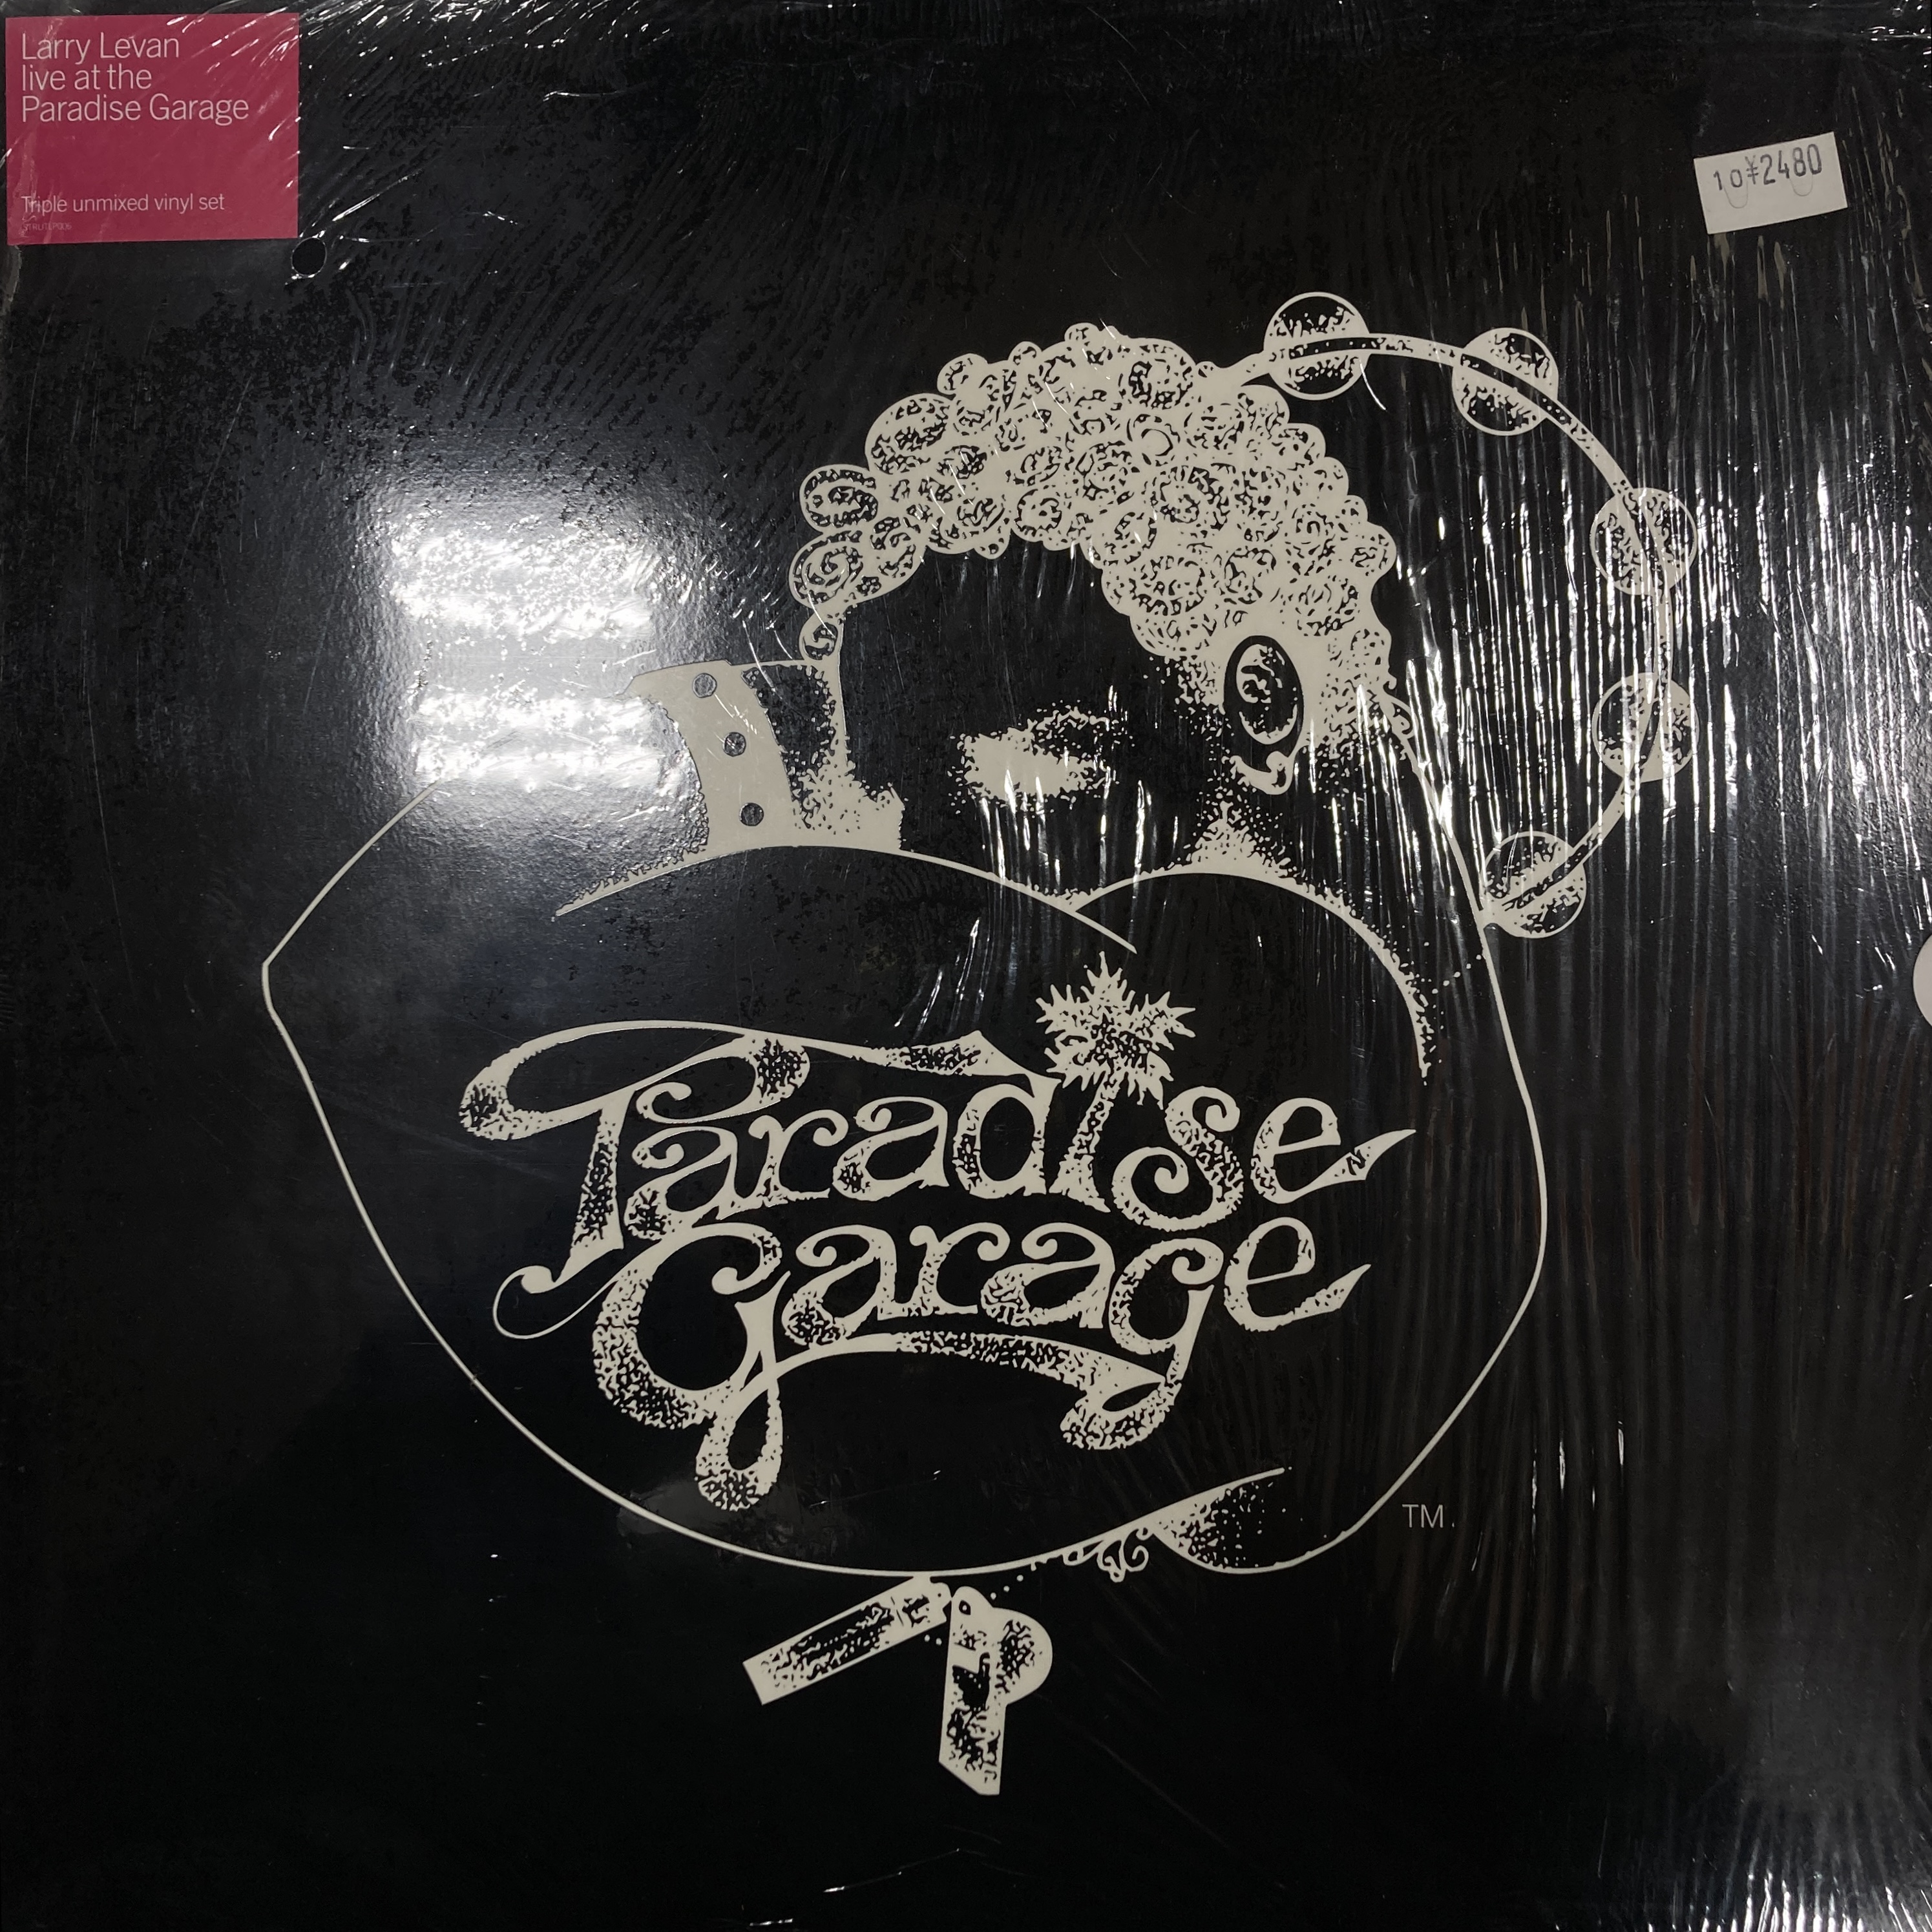 Larry Levan
live at the
Paradise Garage
Triple unmixed vinyl set
10¥2480
Paradise
Garage
TM